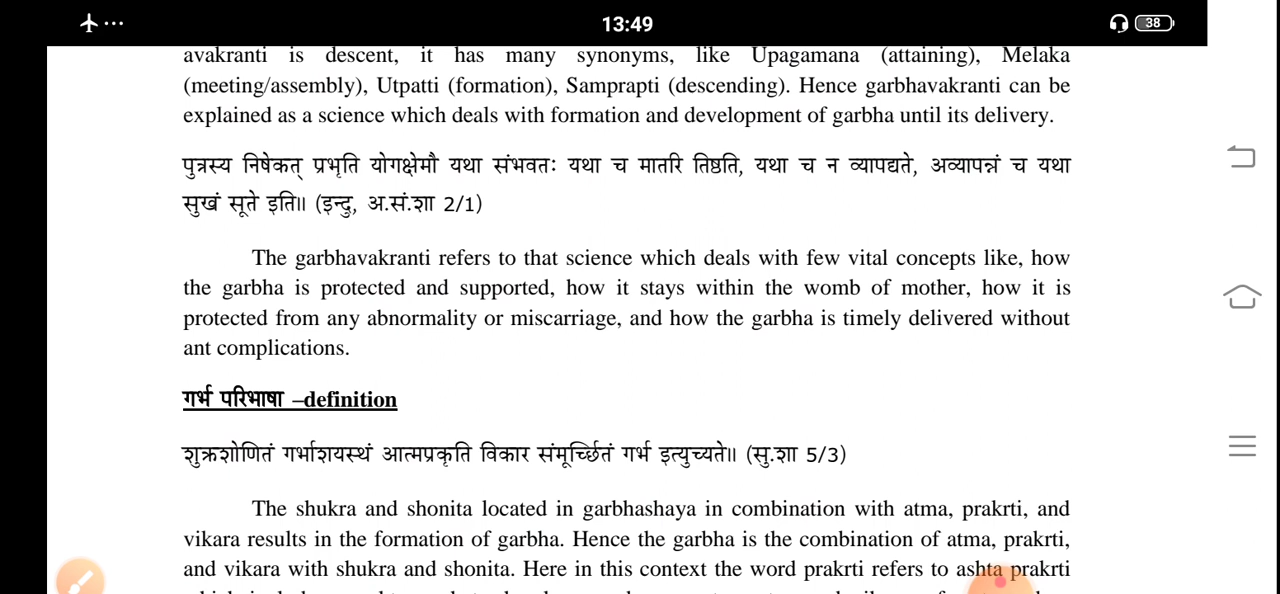 13:49
38
avakranti is descent, it has many synonyms, like Upagamana (attaining), Melaka
(meeting/assembly), Utpatti (formation), Samprapti (descending). Hence garbhavakranti can be
explained as a science which deals with formation and development of garbha until its delivery.
पुत्रस्य निषेकत् प्रभृति योगक्षेमौ यथा संभवतः यथा च मातरि तिष्ठति, यथा च न व्यापद्यते, अव्यापन्नं च यथा
सुखं सूते इति॥ (इन्दु, अ.सं.शा 2/1)
The garbhavakranti refers to that science which deals with few vital concepts like, how
the garbha is protected and supported, how it stays within the womb of mother, how it is
protected from any abnormality or miscarriage, and how the garbha is timely delivered without
ant complications.
गर्भ परिभाषा –definition
शुक्रशोणितं गर्भाशयस्थं आत्मप्रकृति विकार संमूर्च्छितं गर्भ इत्युच्यते॥ (सु.शा 5/3)
The shukra and shonita located in garbhashaya in combination with atma, prakrti, and
vikara results in the formation of garbha. Hence the garbha is the combination of atma, prakrti,
and vikara with shukra and shonita. Here in this context the word prakrti refers to ashta prakrti